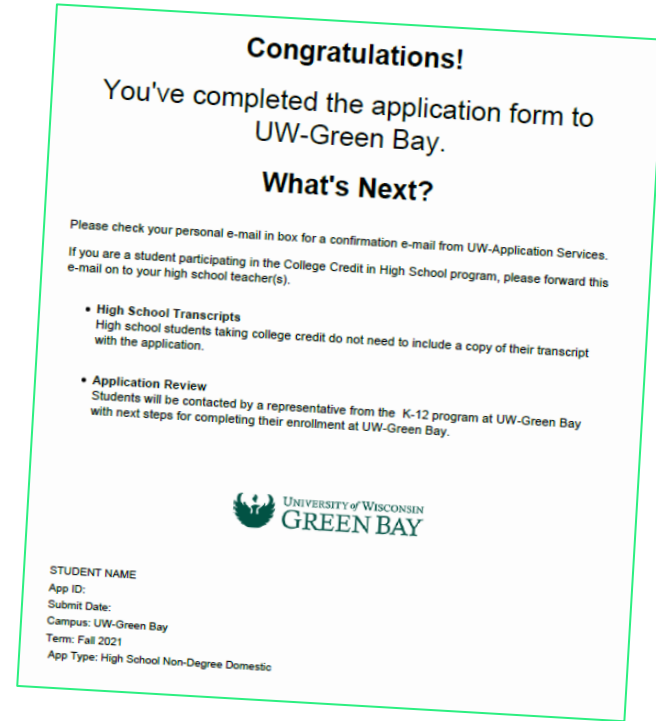 Congratulations!
You've completed the application form to
UW-Green Bay.
What's Next?
Please check your personal e-mail in box for a confirmation e-mail from UW-Application Services.
If you are a student participating in the College Credit in High School program, please forward this
e-mail on to your high school teacher(s).
• High School Transcripts
High school students taking college credit do not need to include a copy of their transcript
with the application.
• Application Review
Students will be contacted by a representative from the K-12 program at UW-Green Bay
with next steps for completing their enrollment at UW-Green Bay.
UNIVERSITY of WISCONSIN
GREEN BAY
STUDENT NAME
App ID:
Submit Date:
Campus: UW-Green Bay
Term: Fall 2021
App Type: High School Non-Degree Domestic